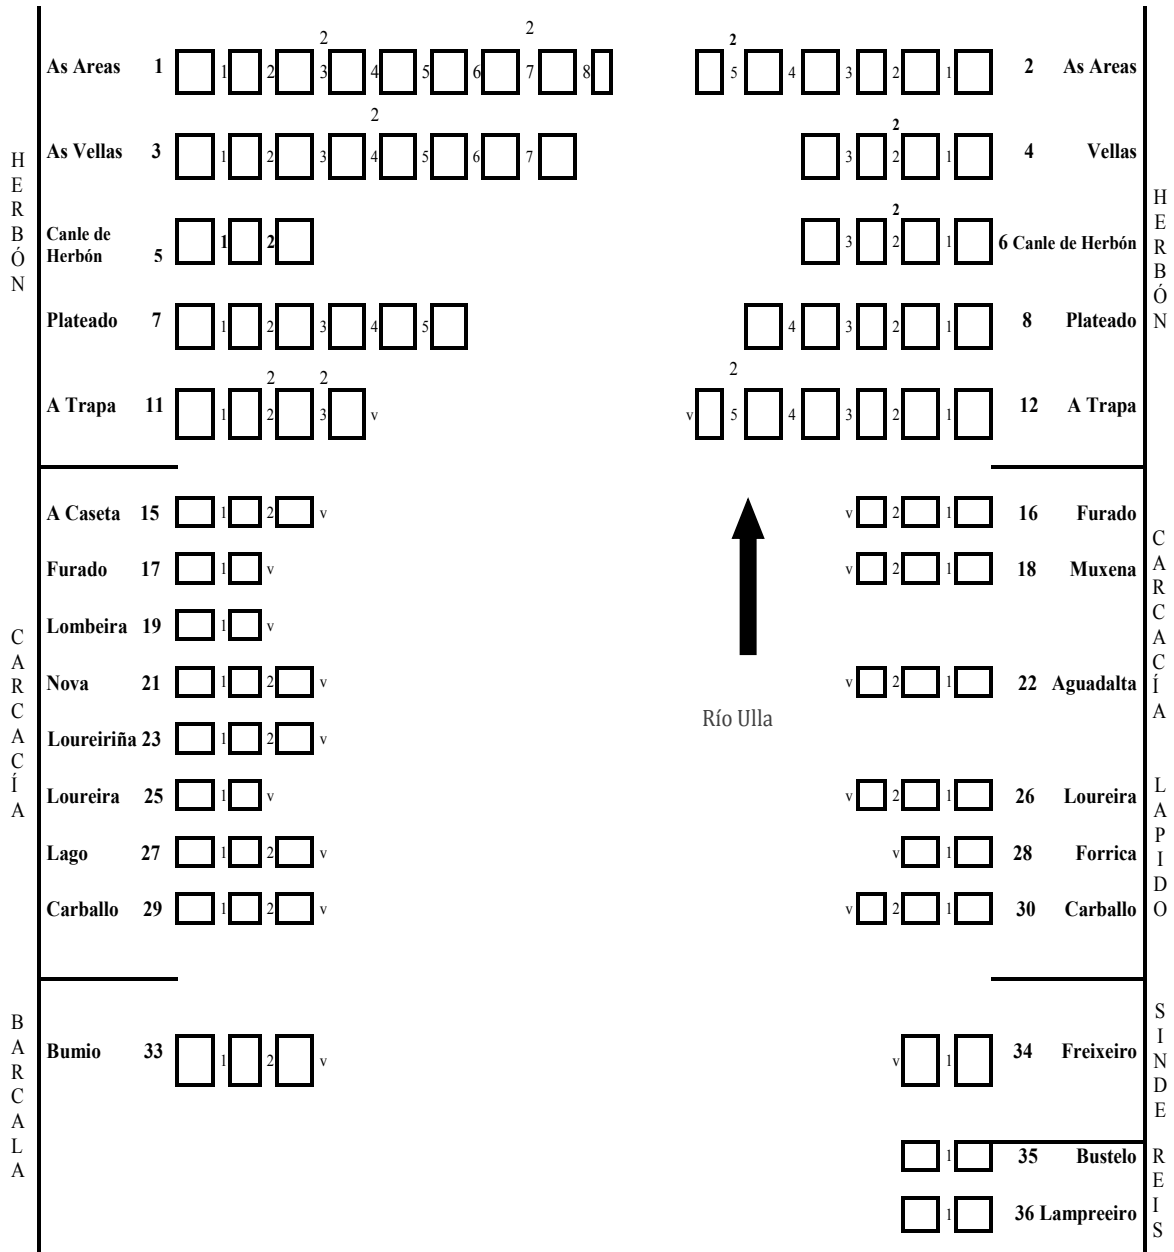 2 2 2
As Areas 1 1 2 3 4 5 6 7 8 5 4 3 2 1 2 As Areas
2 2
As Vellas 3 1 2 3 4 5 6 7 3 2 1 4 Vellas
2
Canle de
Herbón 5 1 2 3 2 1 6 Canle de Herbón
Plateado 7 1 2 3 4 5 4 3 2 1 8 Plateado
2 2 2
A Trapa 11 1 2 3 v v 5 4 3 2 1 12 A Trapa
A Caseta 15 1 2 v v 2 1 16 Furado
Furado 17 1 v v 2 1 18 Muxena
Lombeira 19 1 v
Nova 21 1 2 v v 2 1 22 Aguadalta
Río Ulla
Loureiriña 23 1 2 v
Loureira 25 1 v v 2 1 26 Loureira
Lago 27 1 2 v v 1 28 Forrica
Carballo 29 1 2 v v 2 1 30 Carballo
Bumio 33 1 2 v v 1 34 Freixeiro
1 35 Bustelo
1 36 Lampreeiro
HERBÓN
CARCACÍA
BARCALA
HERBÓN
CARCACÍA
LAPIDO
SINDE
REIS